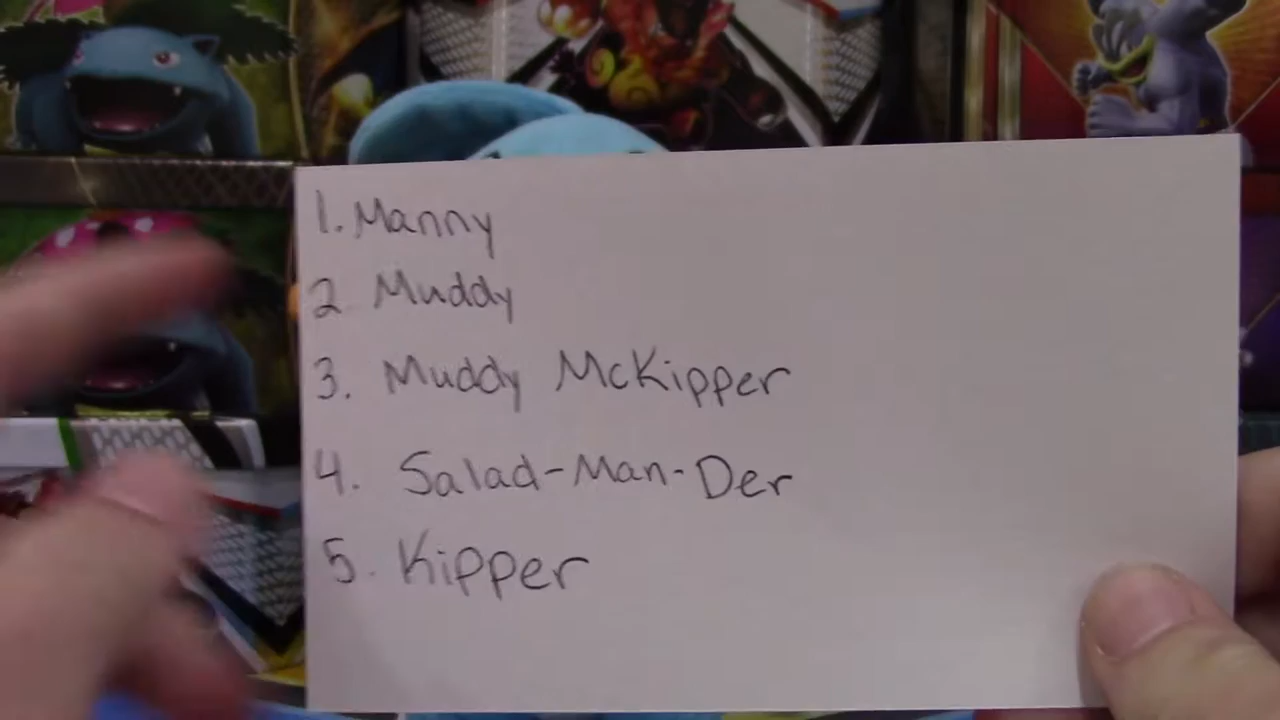 1. Manny
2 Muddy
3. Muddy McKipper
4. Salad-Man-Der
5. Kipper